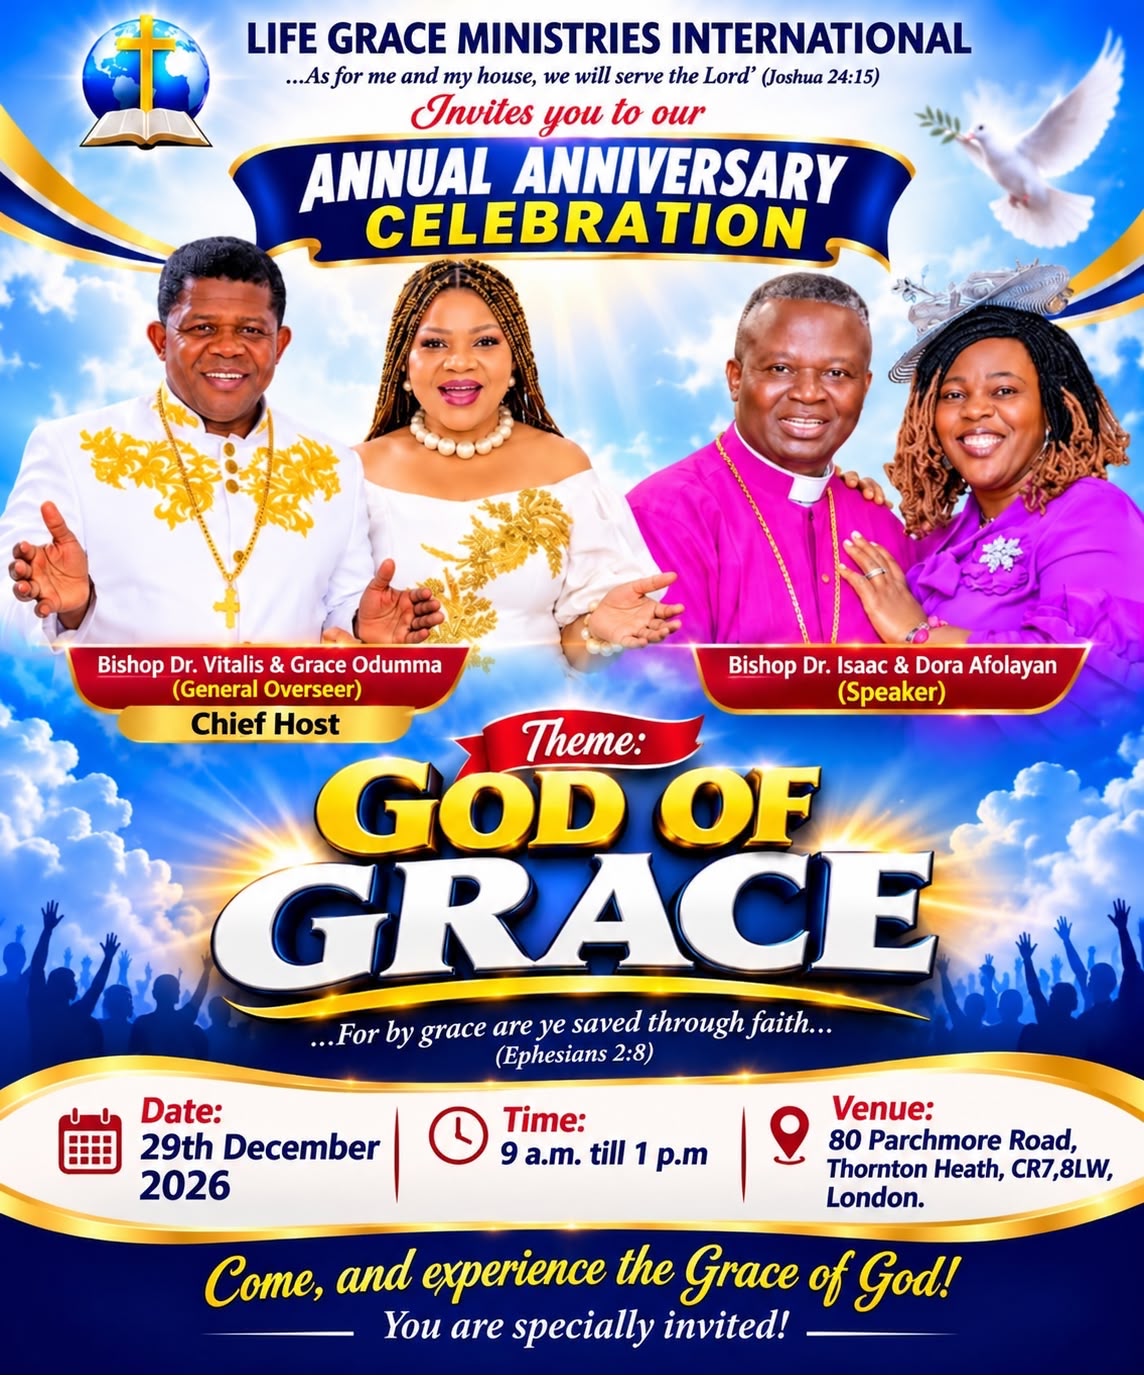 LIFE GRACE MINISTRIES INTERNATIONAL
...As for me and my house, we will serve the Lord’ (Joshua 24:15)
Invites you to our
ANNUAL ANNIVERSARY
CELEBRATION
Bishop Dr. Vitalis & Grace Odumma
(General Overseer)
Chief Host
Bishop Dr. Isaac & Dora Afolayan
(Speaker)
Theme:
GOD OF
GRACE
...For by grace are ye saved through faith...
(Ephesians 2:8)
Date:
29th December
2026
Time:
9 a.m. till 1 p.m
Venue:
80 Parchmore Road,
Thornton Heath, CR7,8LW,
London.
Come, and experience the Grace of God!
You are specially invited!